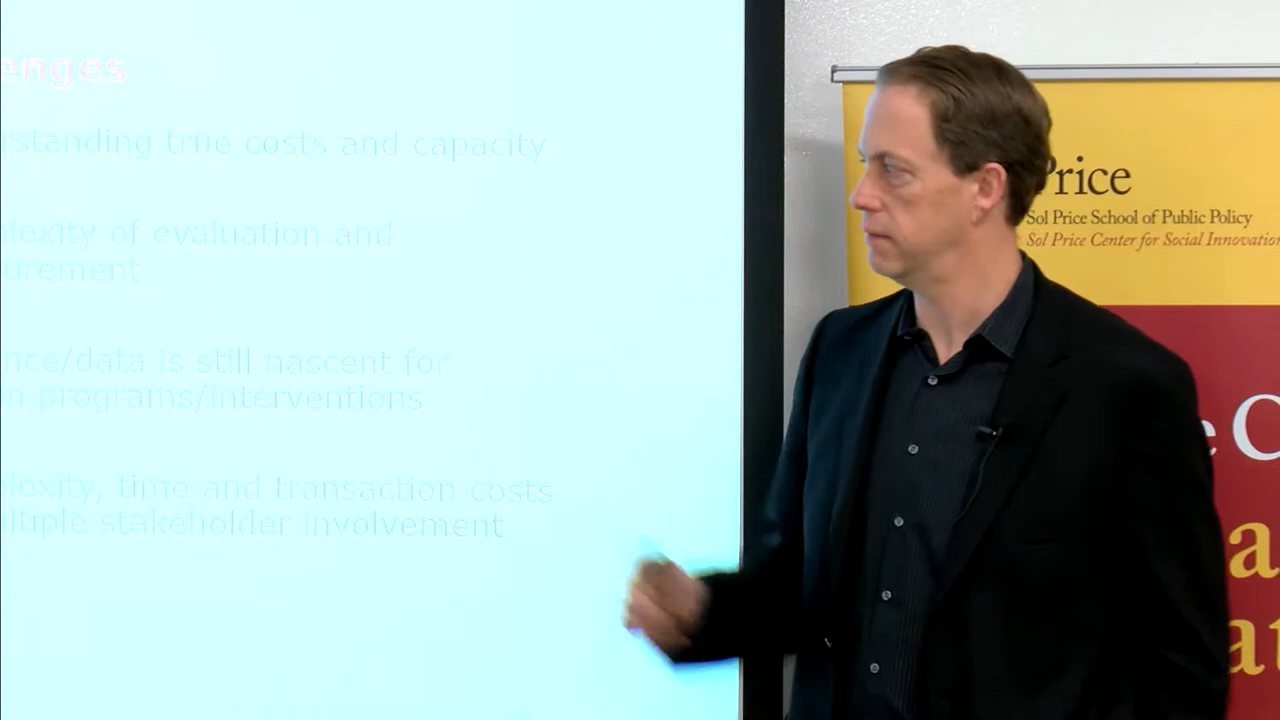 enges
rstanding true costs and capacity
lexity of evaluation and
urement
nce/data is still nascent for
n programs/interventions
lexity, time and transaction costs
ultiple stakeholder involvement
Price
Sol Price School of Public Policy
Sol Price Center for Social Innovation
e C
a
at